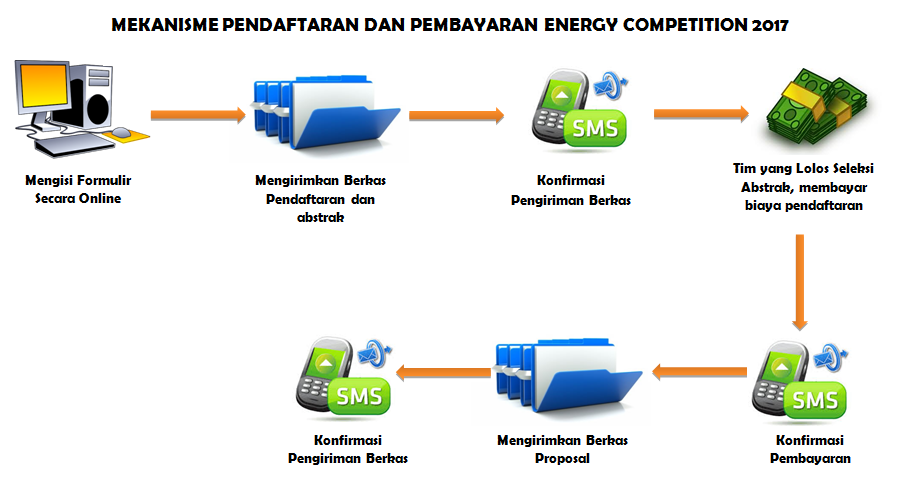 MEKANISME PENDAFTARAN DAN PEMBAYARAN ENERGY COMPETITION 2017
Mengisi Formulir
Secara Online
Mengirimkan Berkas
Pendaftaran dan
abstrak
SMS
Konfirmasi
Pengiriman Berkas
Tim yang Lolos Seleksi
Abstrak, membayar
biaya pendaftaran
SMS
Konfirmasi
Pembayaran
Mengirimkan Berkas
Proposal
SMS
Konfirmasi
Pengiriman Berkas